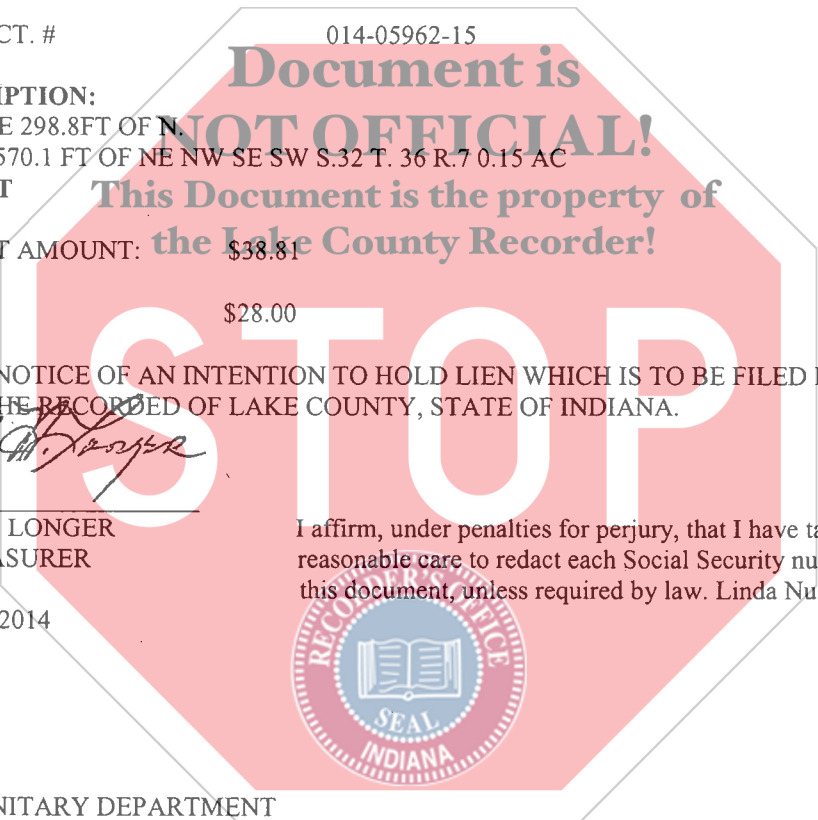 CT. # 014-05962-15
Document is
IPTION:
E 298.8FT OF N.
NOT OFFICIAL!
570.1 FT OF NE NW SE SW S.32 T. 36 R.7 0.15 AC
T
This Document is the property of
T AMOUNT: $38.81
the Lake County Recorder!
$28.00
STOP
NOTICE OF AN INTENTION TO HOLD LIEN WHICH IS TO BE FILED
HE RECORDED OF LAKE COUNTY, STATE OF INDIANA.
LONGER
ASURER
I affirm, under penalties for perjury, that I have ta
reasonable care to redact each Social Security nu
this document, unless required by law. Linda Nu
2014
RECORDER'S OFFICE
SEAL
INDIANA
NITARY DEPARTMENT